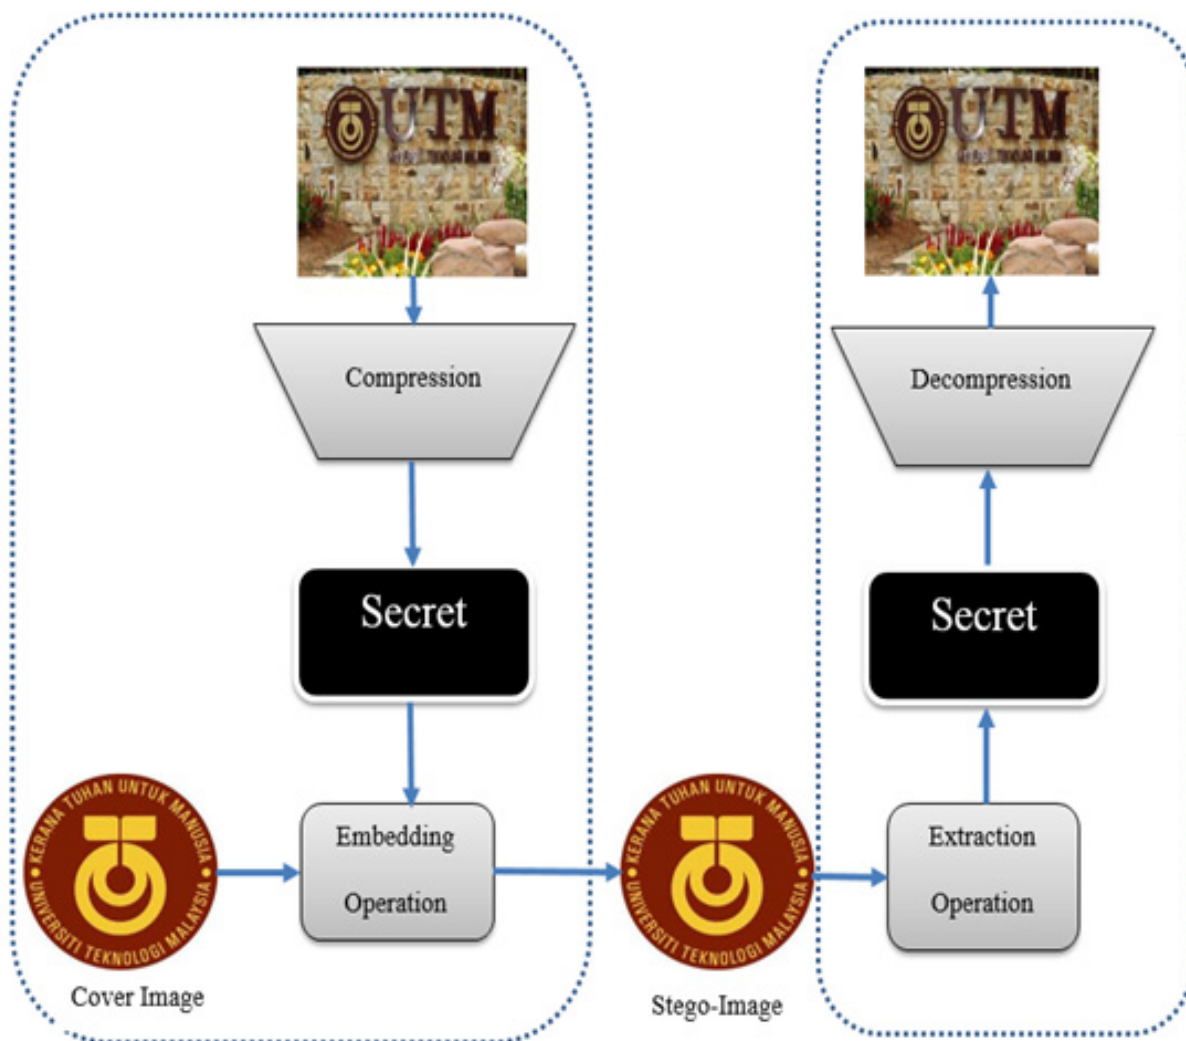 UTM
UTM
Compression
Decompression
Secret
Secret
KERANA TUHAN UNTUK MANUSIA
UNIVERSITI TEKNOLOGI MALAYSIA
Embedding
Operation
KERANA TUHAN UNTUK MANUSIA
UNIVERSITI TEKNOLOGI MALAYSIA
Extraction
Operation
Cover Image
Stego-Image